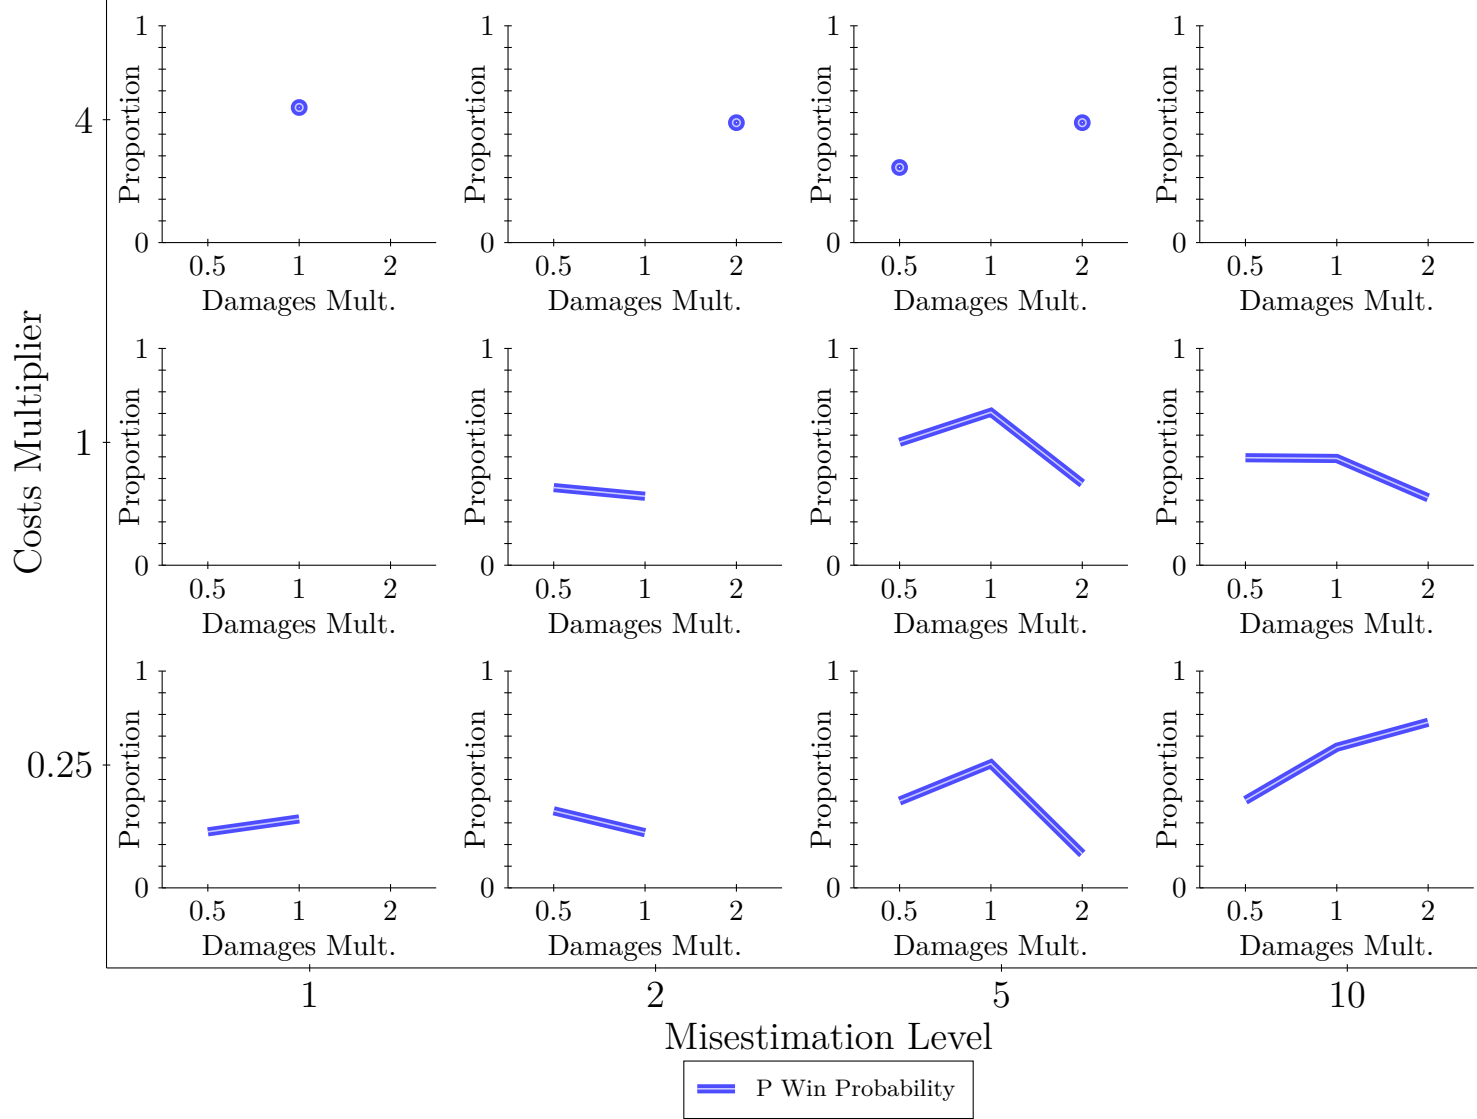 Costs Multiplier
4
1
0.25
1
0
Proportion
0.5 1 2
Damages Mult.
1
0
Proportion
0.5 1 2
Damages Mult.
1
0
Proportion
0.5 1 2
Damages Mult.
1
0
Proportion
0.5 1 2
Damages Mult.
1
0
Proportion
0.5 1 2
Damages Mult.
1
0
Proportion
0.5 1 2
Damages Mult.
1
0
Proportion
0.5 1 2
Damages Mult.
1
0
Proportion
0.5 1 2
Damages Mult.
1
0
Proportion
0.5 1 2
Damages Mult.
1
0
Proportion
0.5 1 2
Damages Mult.
1
0
Proportion
0.5 1 2
Damages Mult.
1
0
Proportion
0.5 1 2
Damages Mult.
1 2 5 10
Misestimation Level
P Win Probability